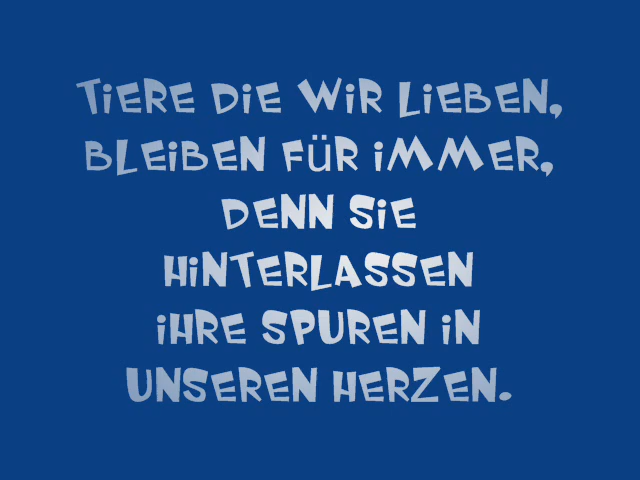 TiERE DiE WiR LiEBEN,
BLEiBEN FÜR iMMER,
DENN SiE
HiNTERLASSEN
iHRE SPUREN iN
UNSEREN HERZEN.